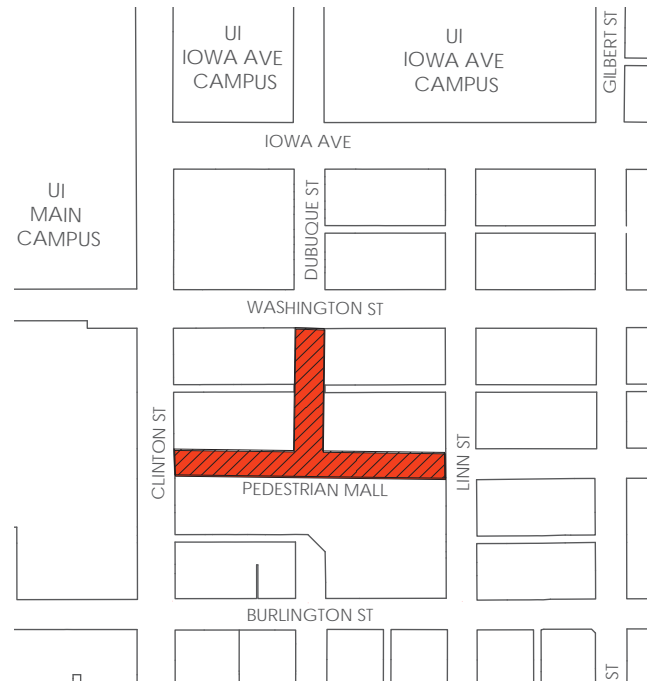 UI
IOWA AVE
CAMPUS
UI
IOWA AVE
CAMPUS
GILBERT ST
IOWA AVE
UI
MAIN
CAMPUS
DUBUQUE ST
WASHINGTON ST
CLINTON ST
LINN ST
PEDESTRIAN MALL
BURLINGTON ST
ST